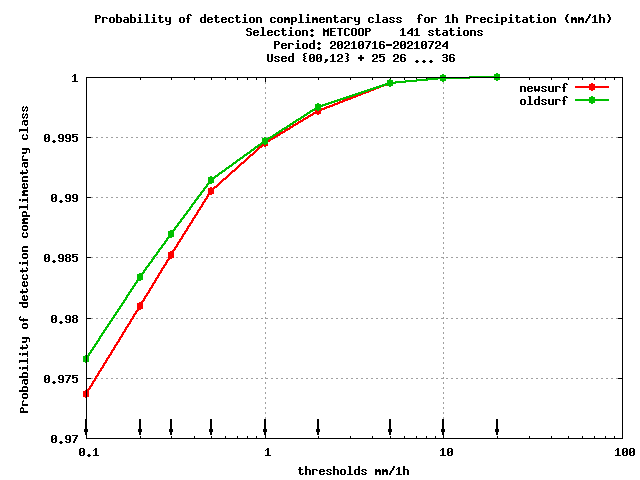 Probability of detection complimentary class  for 1h Precipitation (mm/1h)
Selection: METCOOP    141 stations
Period: 20210716-20210724
Used {00,12} + 25 26 ... 36
1
0.995
0.99
0.985
0.98
0.975
0.97
Probability of detection complimentary class
newsurf
oldsurf
0.1 1 10 100
thresholds mm/1h